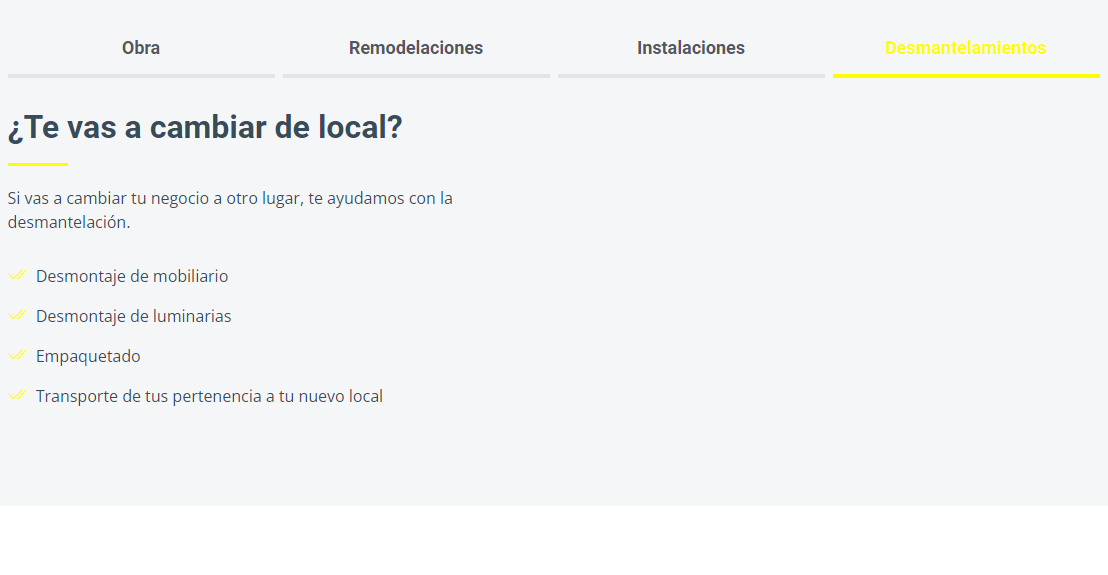 Obra
Remodelaciones
Instalaciones
Desmantelamientos
¿Te vas a cambiar de local?
Si vas a cambiar tu negocio a otro lugar, te ayudamos con la
desmantelación.
Desmontaje de mobiliario
Desmontaje de luminarias
Empaquetado
Transporte de tus pertenencia a tu nuevo local